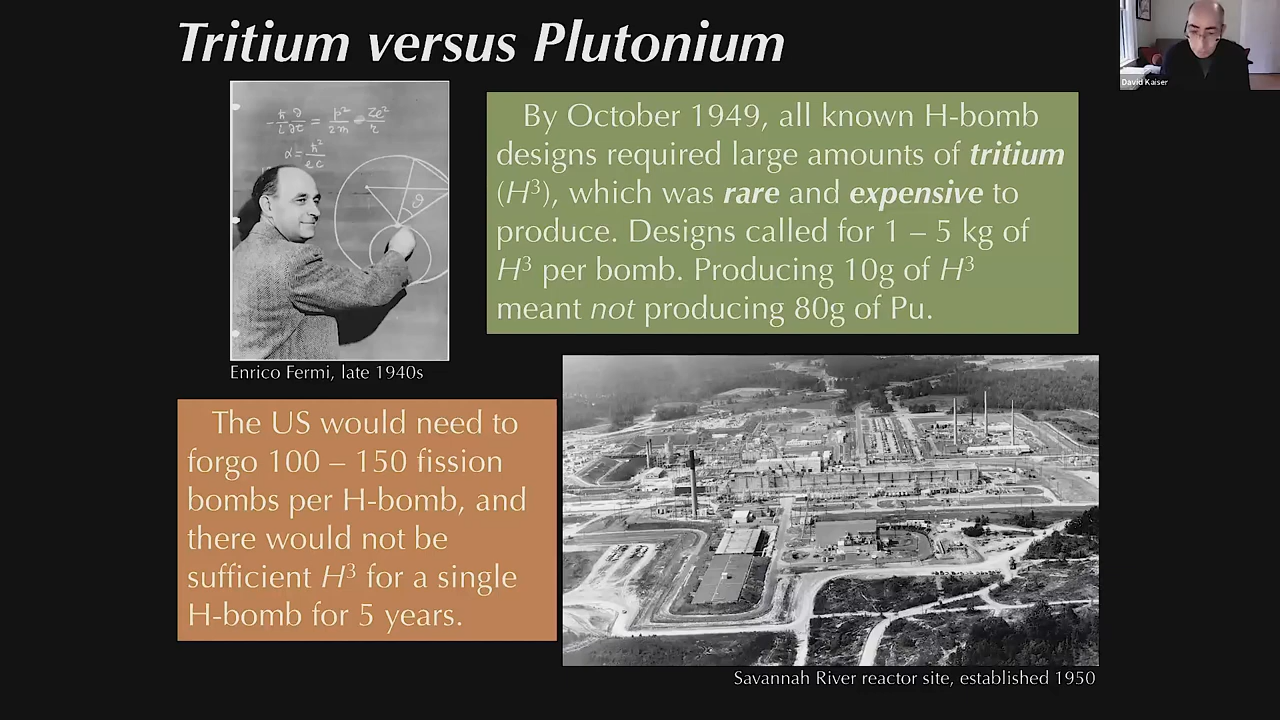 Tritium versus Plutonium
David Kaiser
By October 1949, all known H-bomb
designs required large amounts of tritium
(H³), which was rare and expensive to
produce. Designs called for 1 – 5 kg of
H³ per bomb. Producing 10g of H³
meant not producing 80g of Pu.
Enrico Fermi, late 1940s
The US would need to
forgo 100 – 150 fission
bombs per H-bomb, and
there would not be
sufficient H³ for a single
H-bomb for 5 years.
Savannah River reactor site, established 1950